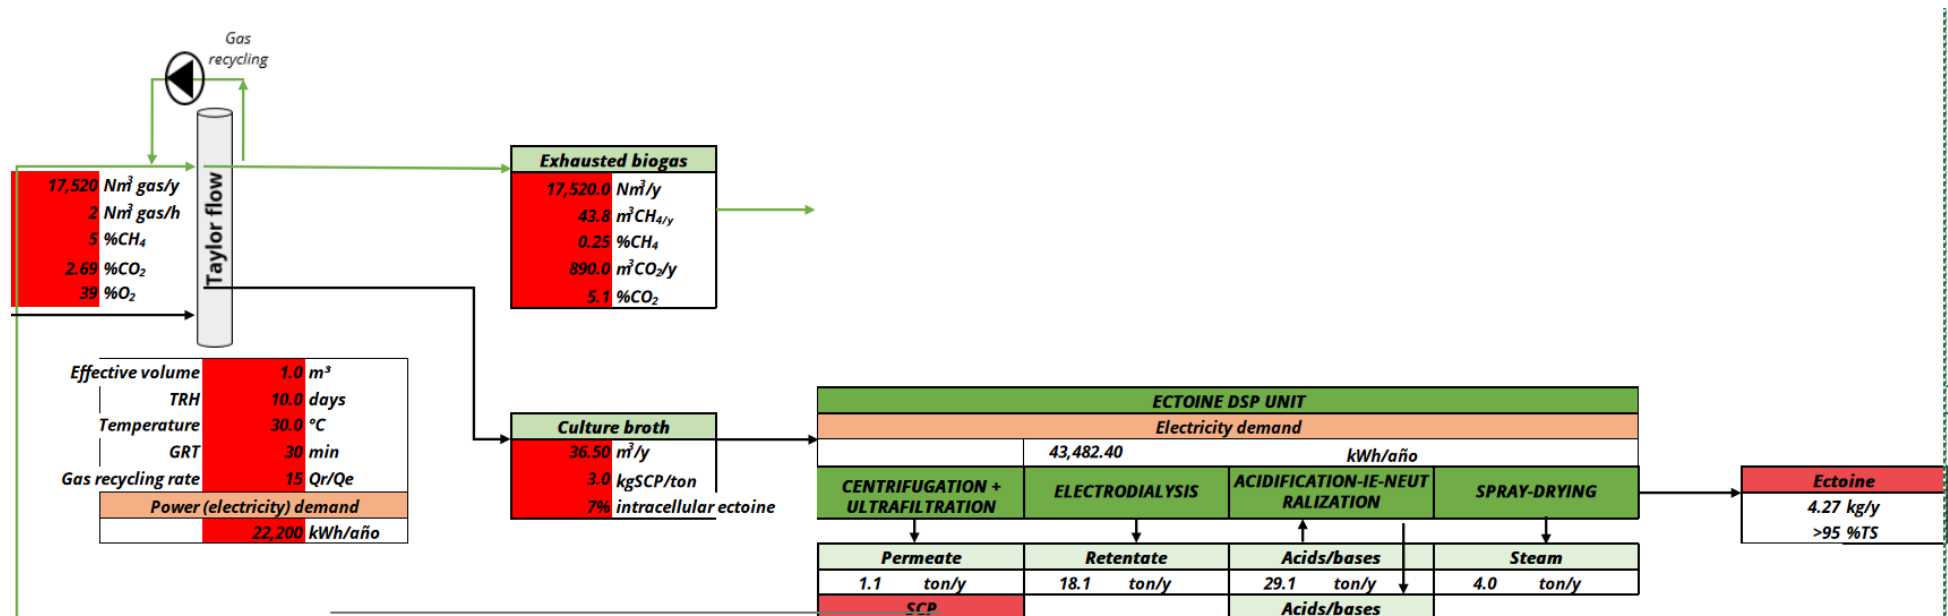 Gas
recycling
17,520 Nm³ gas/y
2 Nm³ gas/h
5 %CH₄
2.69 %CO₂
39 %O₂
Taylor flow
Exhausted biogas
17,520.0 Nm³/y
43.8 m³CH₄/y
0.25 %CH₄
890.0 m³CO₂/y
5.1 %CO₂
Effective volume 1.0 m³
TRH 10.0 days
Temperature 30.0 °C
GRT 30 min
Gas recycling rate 15 Qr/Qe
Power (electricity) demand
22,200 kWh/año
Culture broth
36.50 m³/y
3.0 kgSCP/ton
7% intracellular ectoine
ECTOINE DSP UNIT
Electricity demand
43,482.40 kWh/año
CENTRIFUGATION +
ULTRAFILTRATION
ELECTRODIALYSIS
ACIDIFICATION-IE-NEUT
RALIZATION
SPRAY-DRYING
Permeate Retentate Acids/bases Steam
1.1 ton/y 18.1 ton/y 29.1 ton/y 4.0 ton/y
SCP Acids/bases
Ectoine
4.27 kg/y
>95 %TS